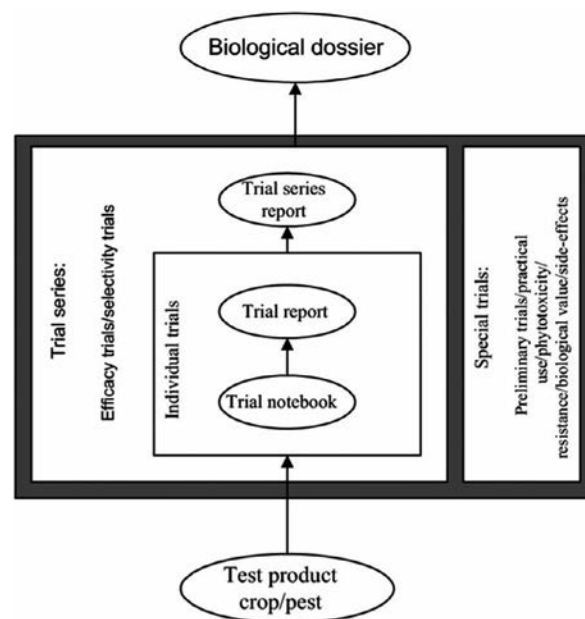 Biological dossier
Trial series:
Efficacy trials/selectivity trials
Trial series
report
Individual trials
Trial report
Trial notebook
Special trials:
Preliminary trials/practical
use/phytotoxicity/
resistance/biological value/side-effects
Test product
crop/pest